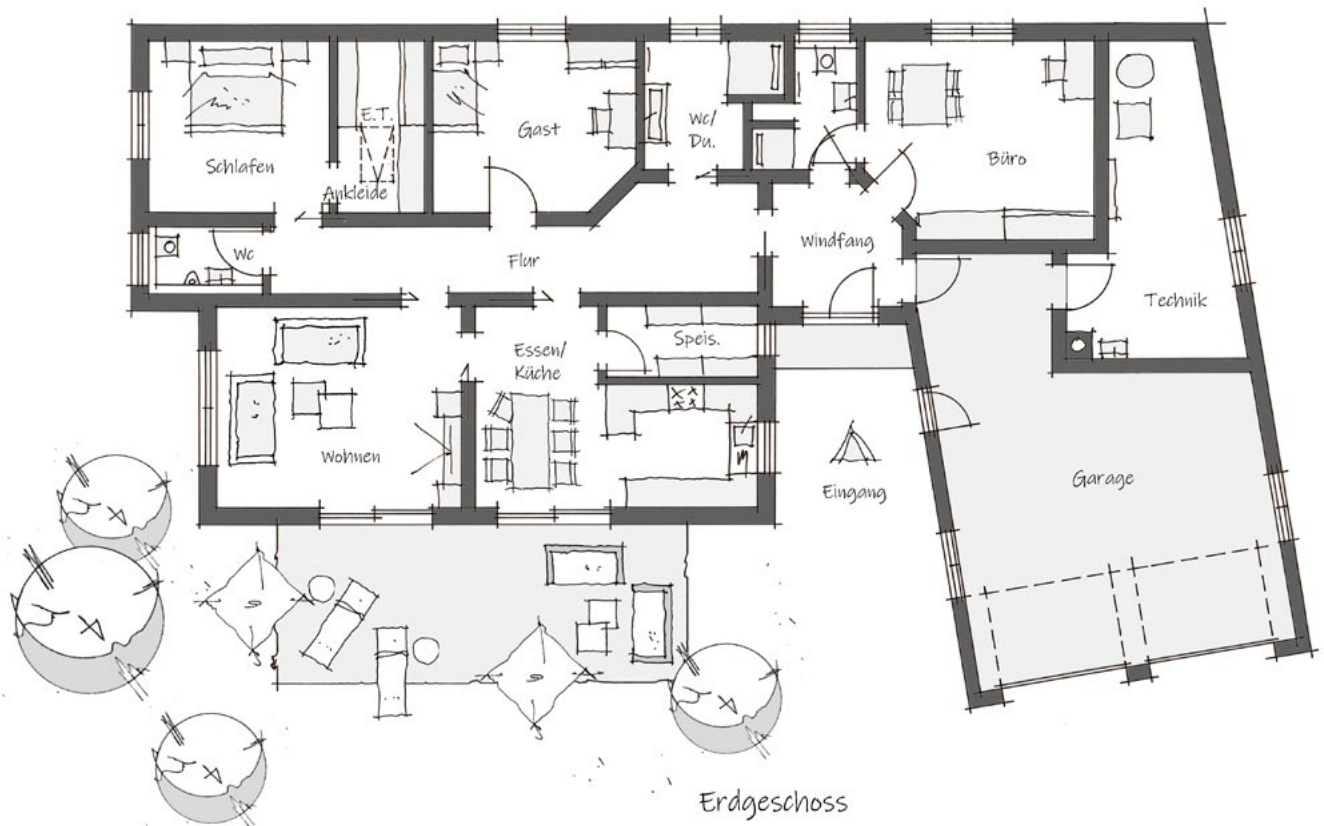 E.T.
Gast
Wc/
Du.
Büro
Schlafen
Ankleide
Wc
Flur
Windfang
Technik
Speis.
Essen/
Küche
Wohnen
Eingang
Garage
Erdgeschoss